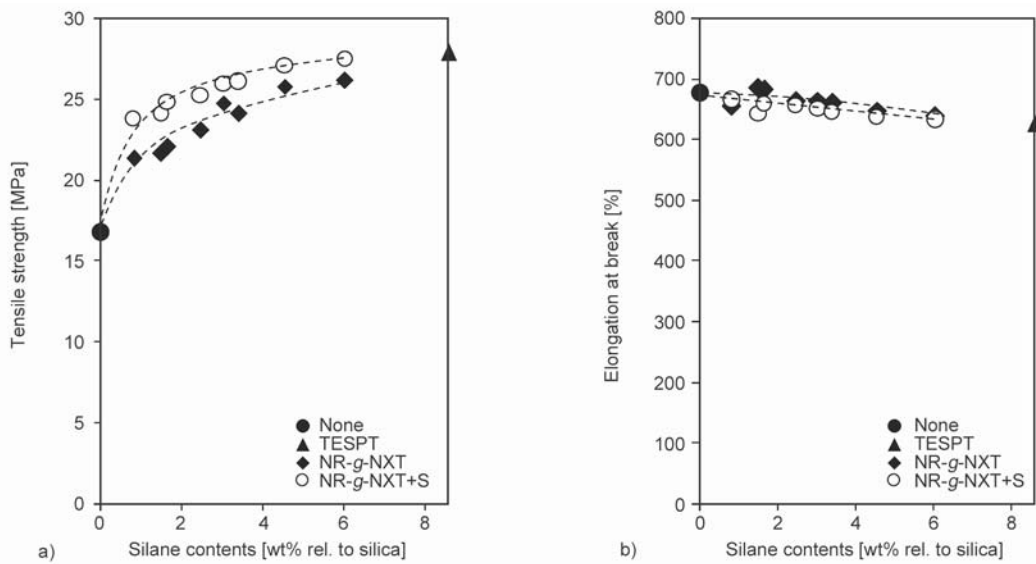 30
25
20
15
10
5
0
Tensile strength [MPa]
None
TESPT
NR-g-NXT
NR-g-NXT+S
0 2 4 6 8
a) Silane contents [wt% rel. to silica]
800
700
600
500
400
300
200
100
0
Elongation at break [%]
None
TESPT
NR-g-NXT
NR-g-NXT+S
0 2 4 6 8
b) Silane contents [wt% rel. to silica]